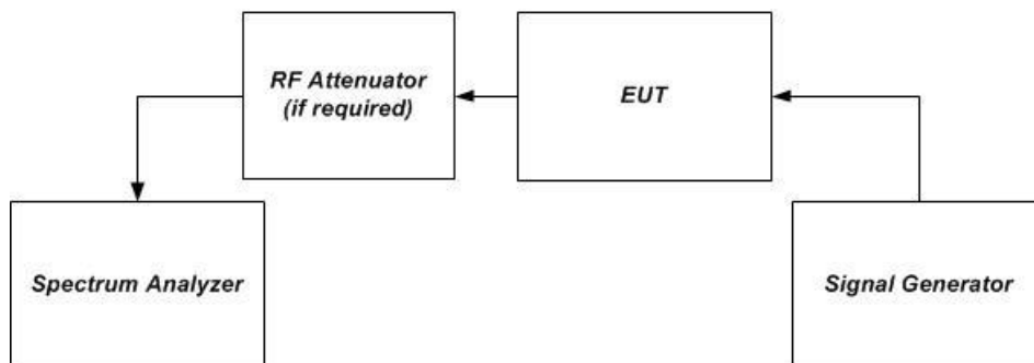 RF Attenuator
(if required)
EUT
Spectrum Analyzer
Signal Generator